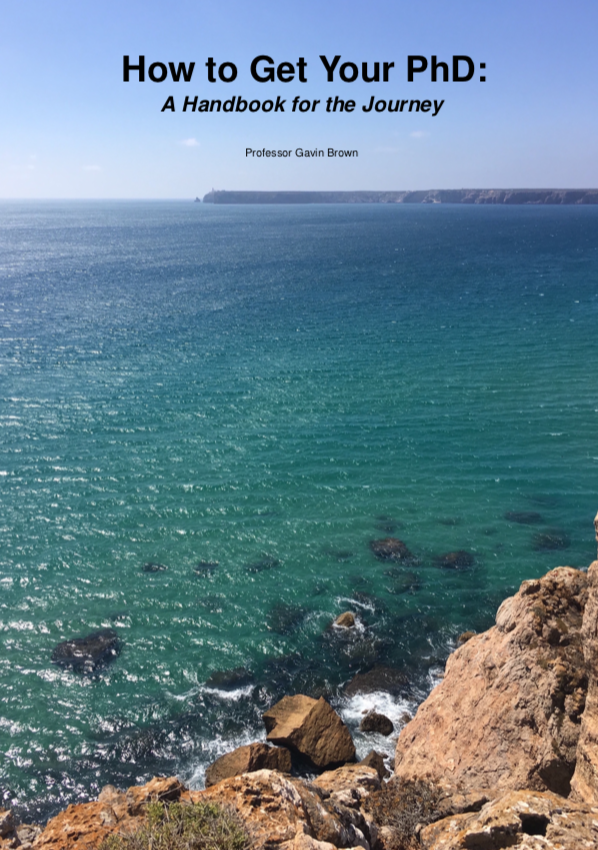 How to Get Your PhD:
A Handbook for the Journey
Professor Gavin Brown